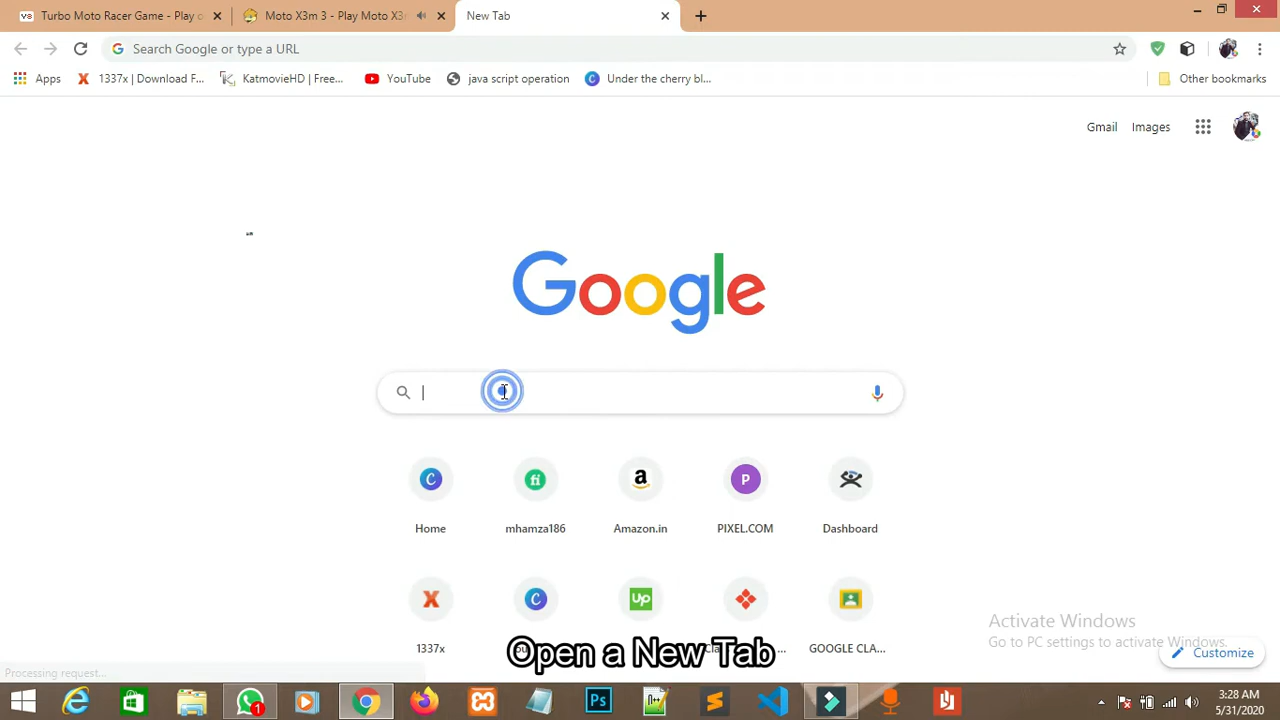 Turbo Moto Racer Game - Play o
Moto X3m 3 - Play Moto X3m
New Tab
Search Google or type a URL
Apps
1337x | Download F...
KatmovieHD | Free...
YouTube
java script operation
Under the cherry bl...
Other bookmarks
Gmail
Images
Google
Home
mhamza186
Amazon.in
PIXEL.COM
Dashboard
1337x
GOOGLE CLA...
Open a New Tab
Activate Windows
Go to PC settings to activate Windows.
Customize
Processing request...
3:28 AM
5/31/2020